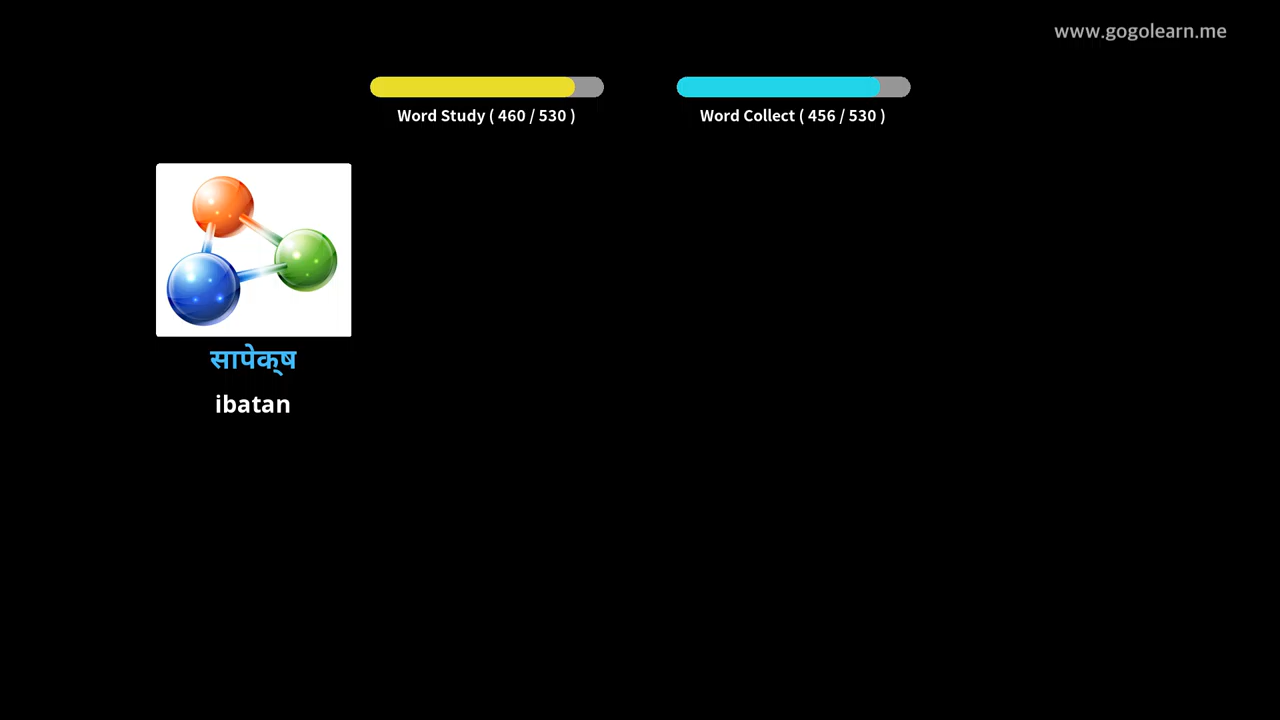 www.gogolearn.me
Word Study ( 460 / 530 )
Word Collect ( 456 / 530 )
सापेक्ष
ibatan